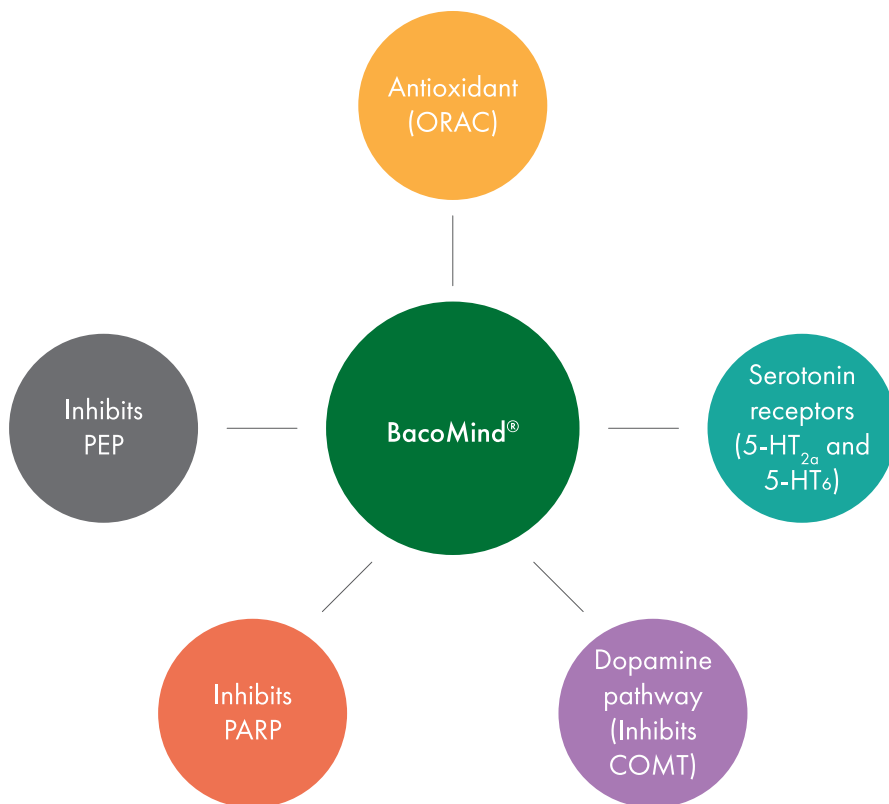 Antioxidant
(ORAC)
Inhibits
PEP
BacoMind®
Serotonin
receptors
(5-HT2a and
5-HT6)
Inhibits
PARP
Dopamine
pathway
(Inhibits
COMT)